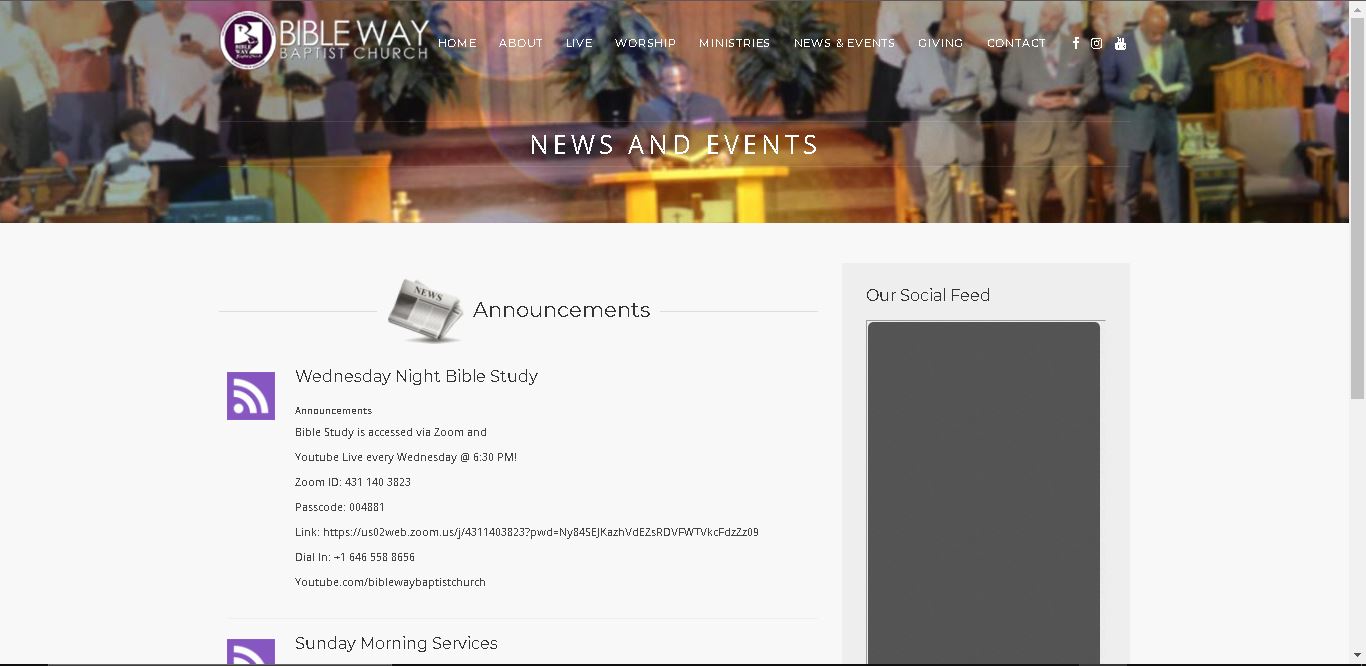 BIBLE WAY
BAPTIST CHURCH
HOME ABOUT LIVE WORSHIP MINISTRIES NEWS & EVENTS GIVING CONTACT
NEWS AND EVENTS
NEWS
Announcements
Wednesday Night Bible Study
Announcements
Bible Study is accessed via Zoom and
Youtube Live every Wednesday @ 6:30 PM!
Zoom ID: 431 140 3823
Passcode: 004881
Link: https://us02web.zoom.us/j/4311403823?pwd=Ny84SEJKazhVdEZsRDVFWTVkcFdzZz09
Dial In: +1 646 558 8656
Youtube.com/biblewaybaptistchurch
Sunday Morning Services
Our Social Feed